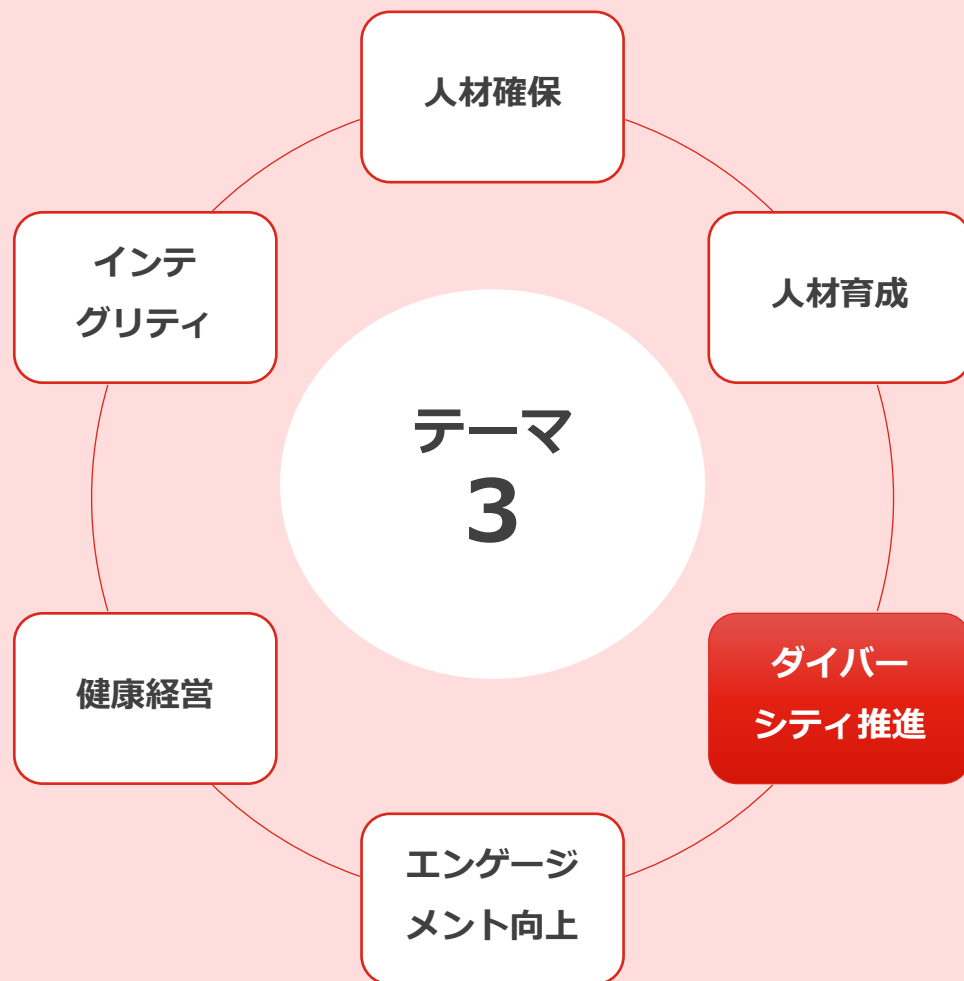 人材確保
インテ
グリティ
人材育成
テーマ
3
ダイバー
シティ推進
健康経営
エンゲージ
メント向上